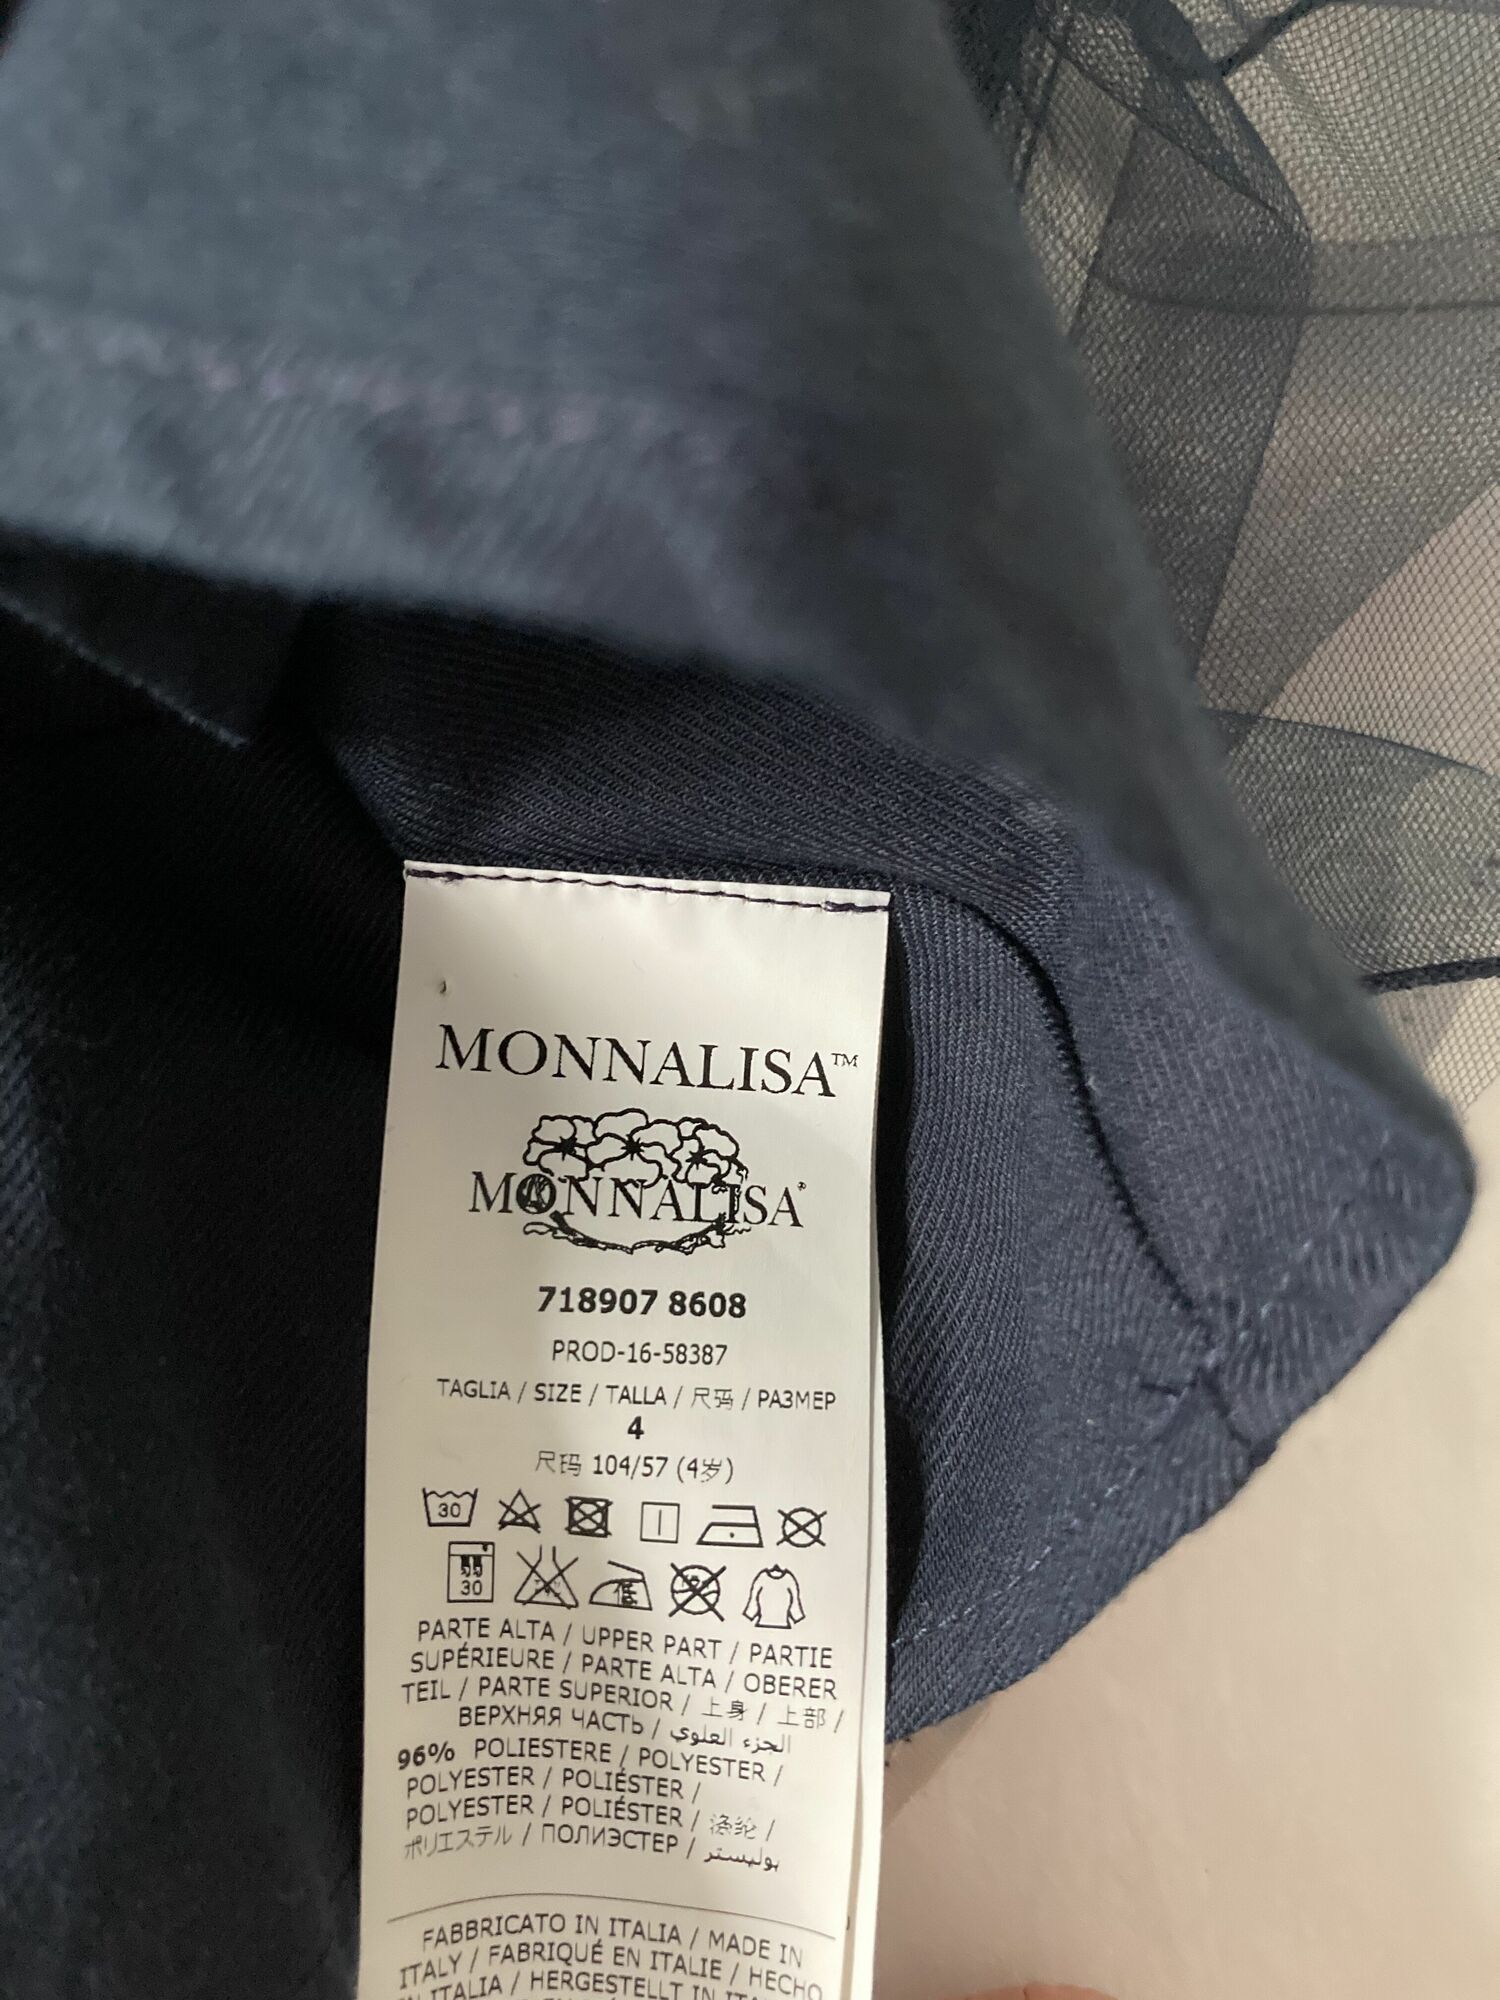 MONNALISA™
MONNALISA
718907 8608
PROD-16-58387
TAGLIA / SIZE / TALLA / 尺码 / РАЗМЕР
4
尺码 104/57 (4岁)
30
30
PARTE ALTA / UPPER PART / PARTIE
SUPÉRIEURE / PARTE ALTA / OBERER
TEIL / PARTE SUPERIOR / 上身 / 上部 /
ВЕРХНЯЯ ЧАСТЬ / الجزء العلوي
96% POLIESTERE / POLYESTER /
POLYESTER / POLIÉSTER /
POLYESTER / POLIÉSTER / 涤纶 /
ポリエステル / ПОЛИЭСТЕР / بوليستر
FABBRICATO IN ITALIA / MADE IN
ITALY / FABRIQUÉ EN ITALIE / HECHO
ITALIA / HERGESTELLT IN